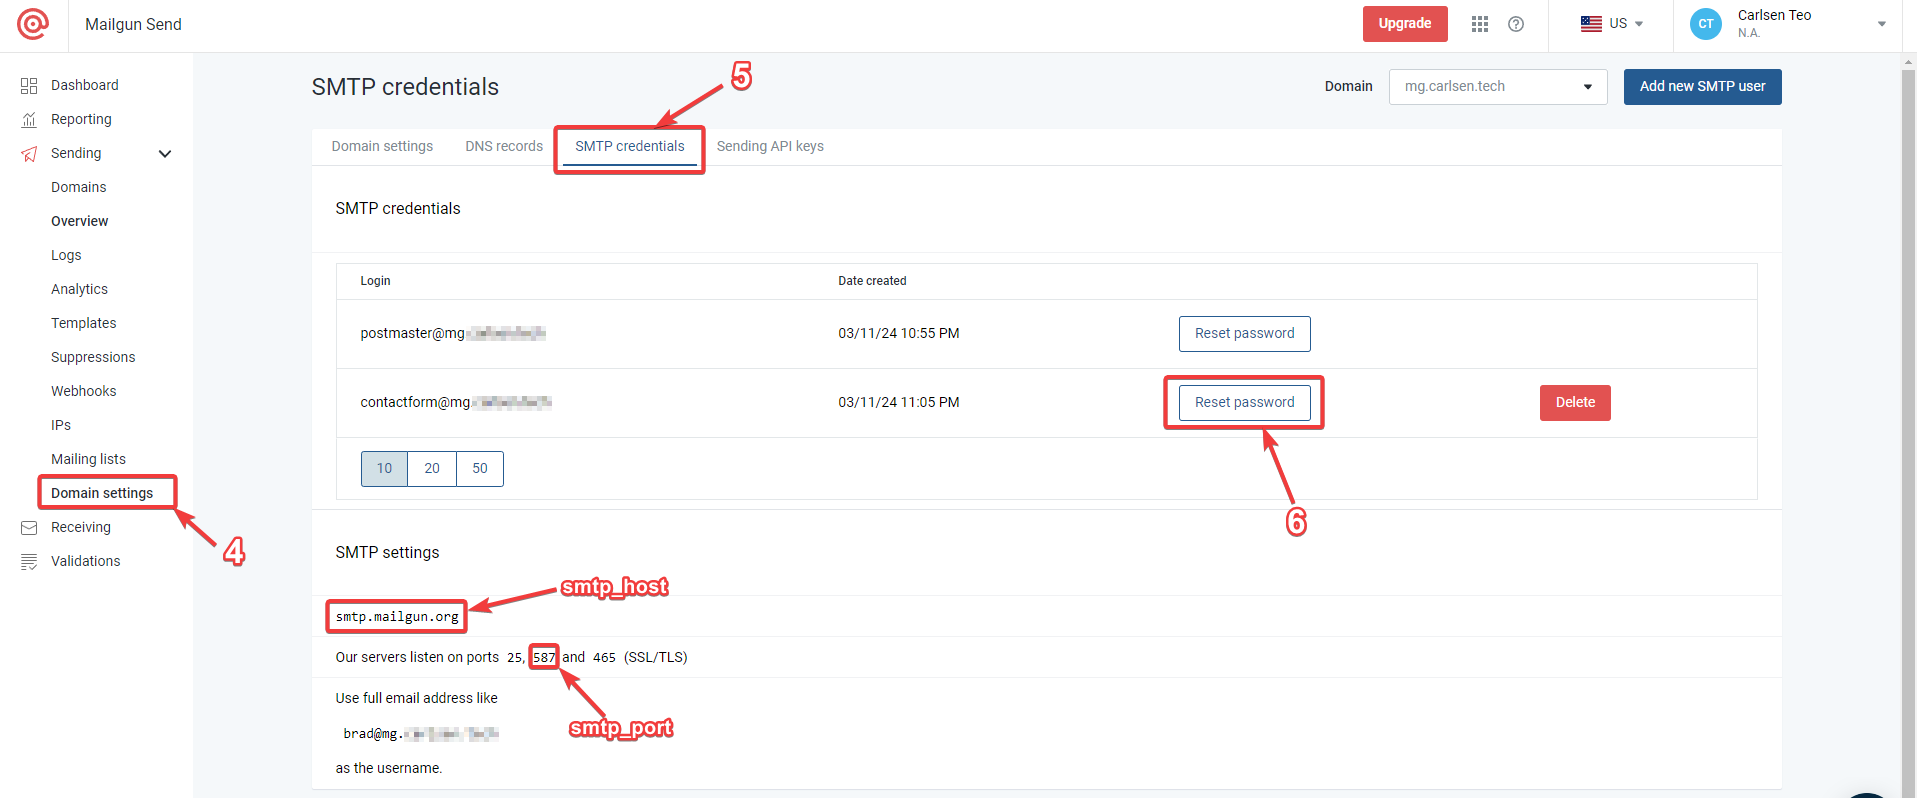 Mailgun Send
Upgrade
US
CT
Carlsen Teo
N.A.
Dashboard
Reporting
Sending
Domains
Overview
Logs
Analytics
Templates
Suppressions
Webhooks
IPs
Mailing lists
Domain settings
Receiving
Validations
4
SMTP credentials
5
Domain
mg.carlsen.tech
Add new SMTP user
Domain settings
DNS records
SMTP credentials
Sending API keys
SMTP credentials
Login
Date created
postmaster@mg
03/11/24 10:55 PM
Reset password
contactform@mg.
03/11/24 11:05 PM
Reset password
Delete
10
20
50
6
SMTP settings
smtp_host
smtp.mailgun.org
Our servers listen on ports 25, 587 and 465 (SSL/TLS)
Use full email address like
smtp_port
brad@mg.
as the username.